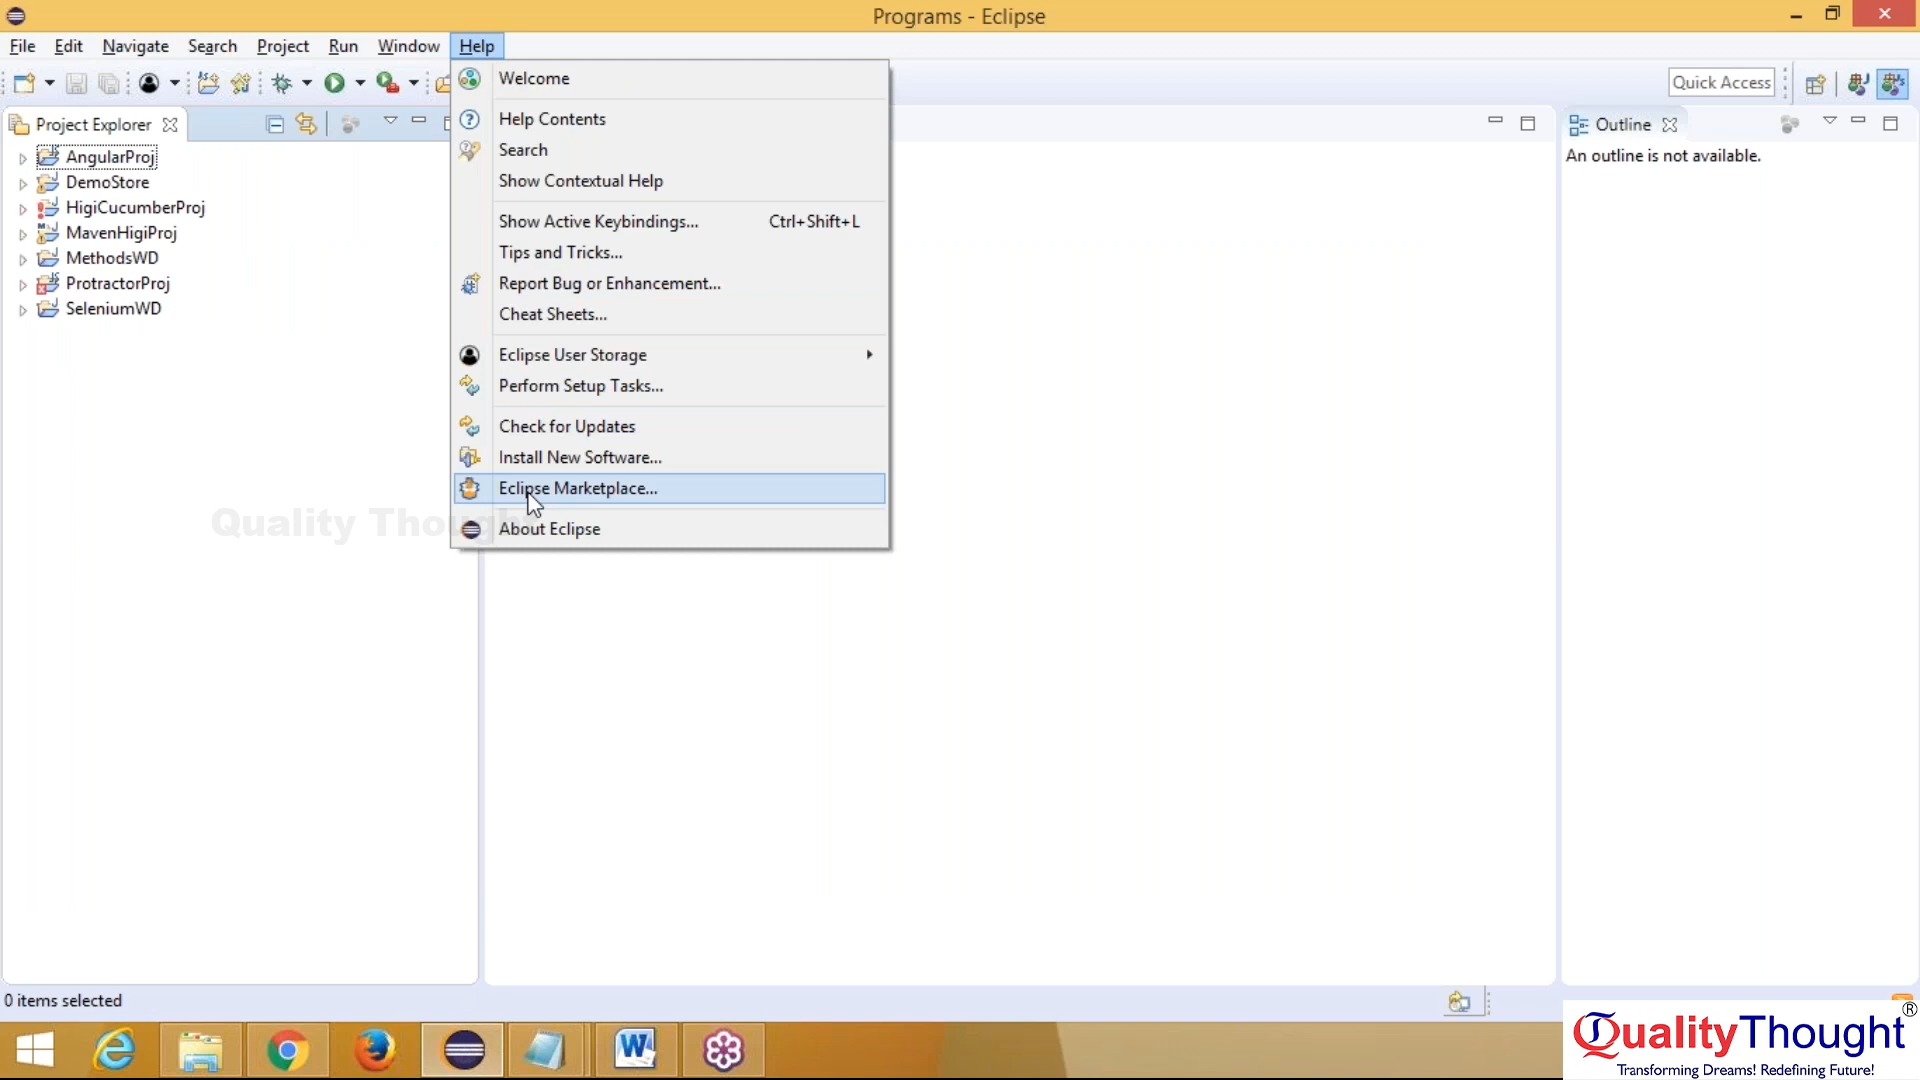 Programs - Eclipse
File Edit Navigate Search Project Run Window Help
Quick Access
Project Explorer
AngularProj
DemoStore
HigiCucumberProj
MavenHigiProj
MethodsWD
ProtractorProj
SeleniumWD
Welcome
Help Contents
Search
Show Contextual Help
Show Active Keybindings... Ctrl+Shift+L
Tips and Tricks...
Report Bug or Enhancement...
Cheat Sheets...
Eclipse User Storage
Perform Setup Tasks...
Check for Updates
Install New Software...
Eclipse Marketplace...
About Eclipse
Outline
An outline is not available.
Quality Thought
0 items selected
QualityThought®
Transforming Dreams! Redefining Future!